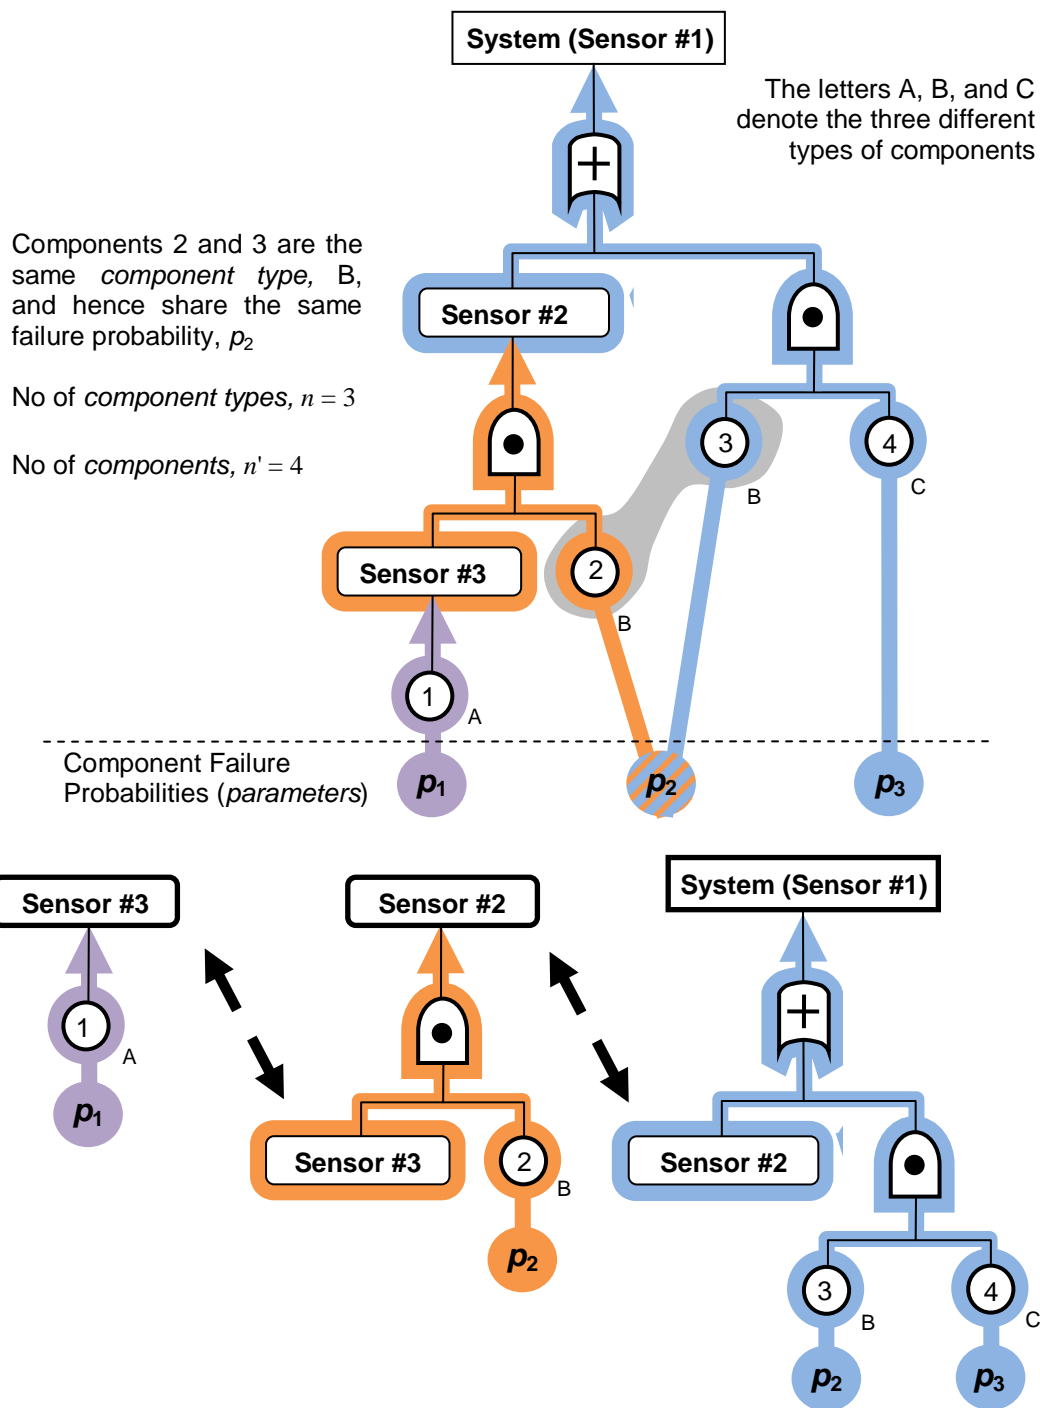 System (Sensor #1)
The letters A, B, and C
denote the three different
types of components
+
Components 2 and 3 are the
same component type, B,
and hence share the same
failure probability, p2
No of component types, n = 3
No of components, n' = 4
Sensor #2
3
B
4
C
Sensor #3
2
B
1
A
Component Failure
Probabilities (parameters)
p1
p2
p3
Sensor #3
1
A
p1
Sensor #2
Sensor #3
2
B
p2
System (Sensor #1)
+
Sensor #2
3
B
4
C
p2
p3